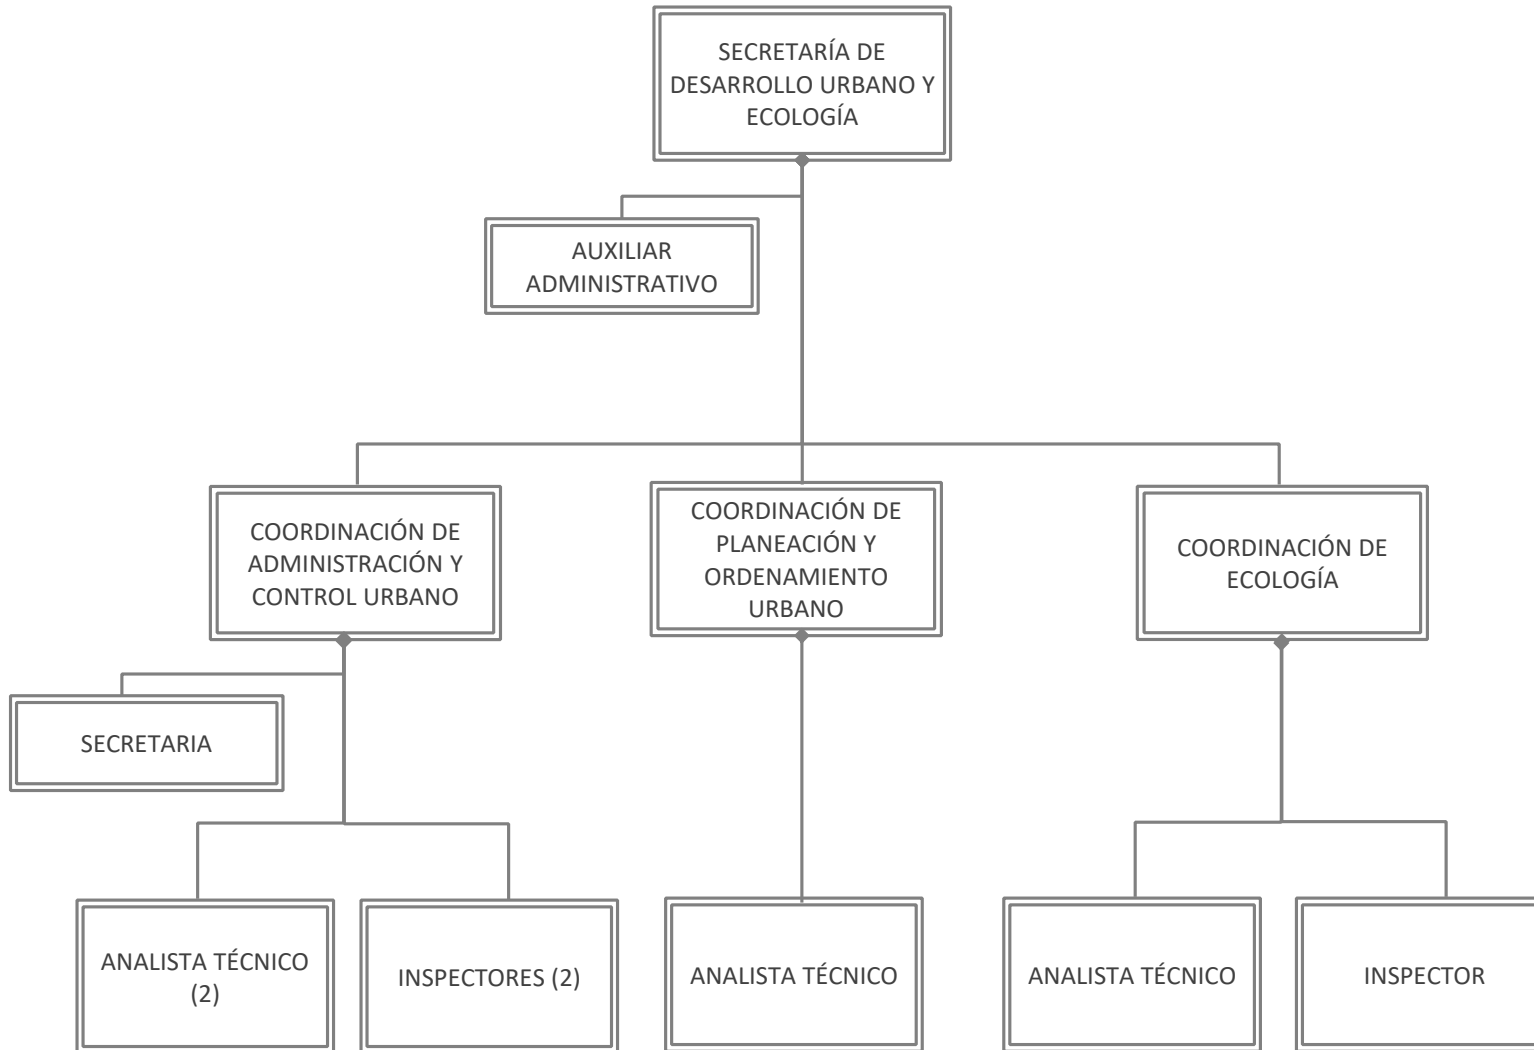 SECRETARÍA DE
DESARROLLO URBANO Y
ECOLOGÍA
AUXILIAR
ADMINISTRATIVO
COORDINACIÓN DE
ADMINISTRACIÓN Y
CONTROL URBANO
COORDINACIÓN DE
PLANEACIÓN Y
ORDENAMIENTO
URBANO
COORDINACIÓN DE
ECOLOGÍA
SECRETARIA
ANALISTA TÉCNICO
(2)
INSPECTORES (2)
ANALISTA TÉCNICO
ANALISTA TÉCNICO
INSPECTOR